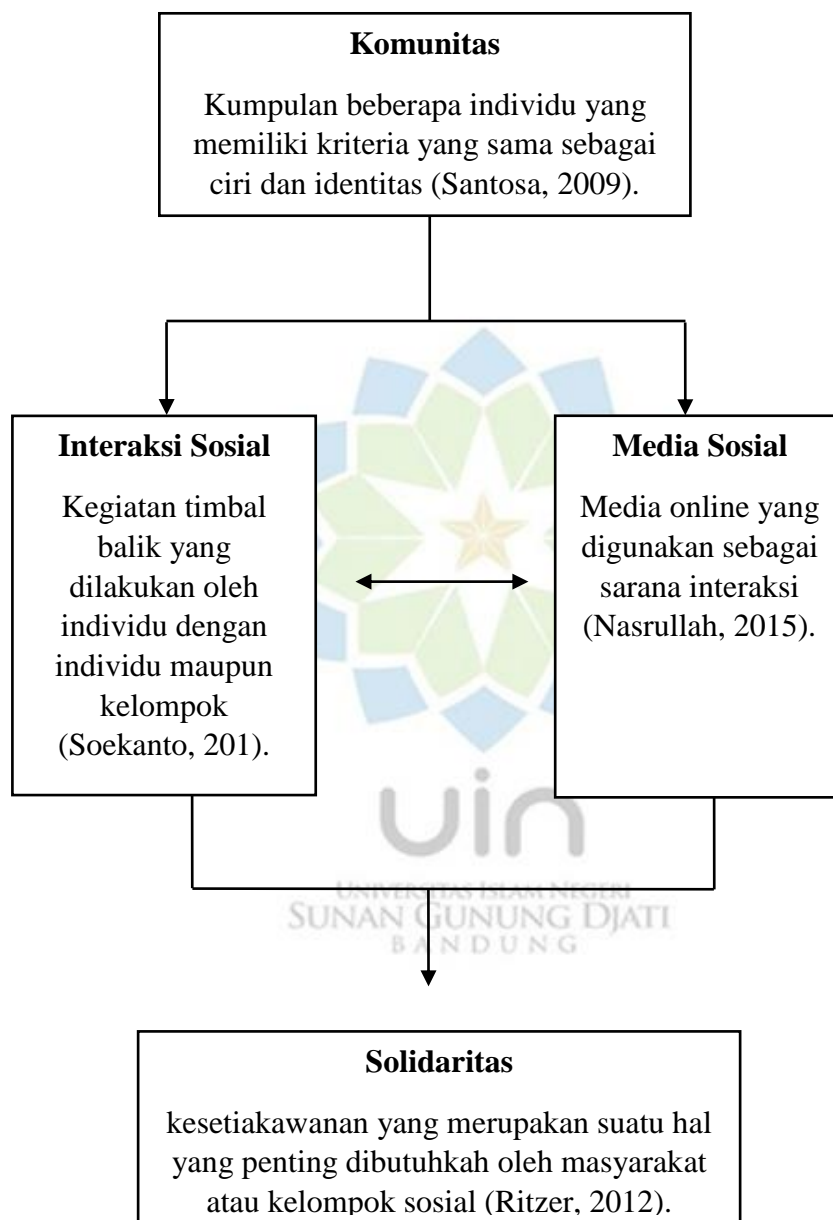 Komunitas
Kumpulan beberapa individu yang
memiliki kriteria yang sama sebagai
ciri dan identitas (Santosa, 2009).
Interaksi Sosial
Kegiatan timbal
balik yang
dilakukan oleh
individu dengan
individu maupun
kelompok
(Soekanto, 201).
Media Sosial
Media online yang
digunakan sebagai
sarana interaksi
(Nasrullah, 2015).
uin
UNIVERSITAS ISLAM NEGERI
SUNAN GUNUNG DJATI
BANDUNG
Solidaritas
kesetiakawanan yang merupakan suatu hal
yang penting dibutuhkah oleh masyarakat
atau kelompok sosial (Ritzer, 2012).